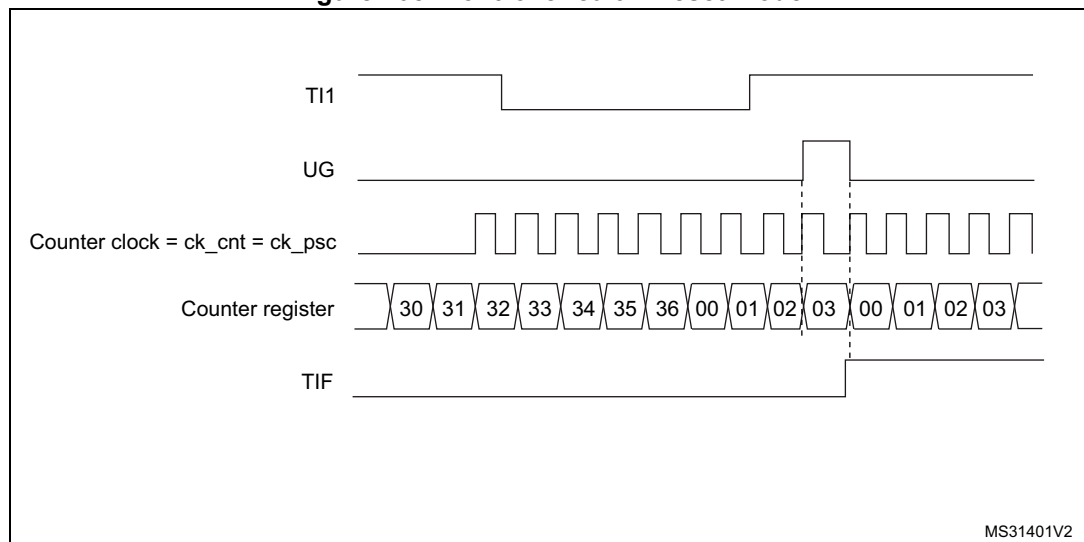 TI1
UG
Counter clock = ck_cnt = ck_psc
Counter register 30 31 32 33 34 35 36 00 01 02 03 00 01 02 03
TIF
MS31401V2